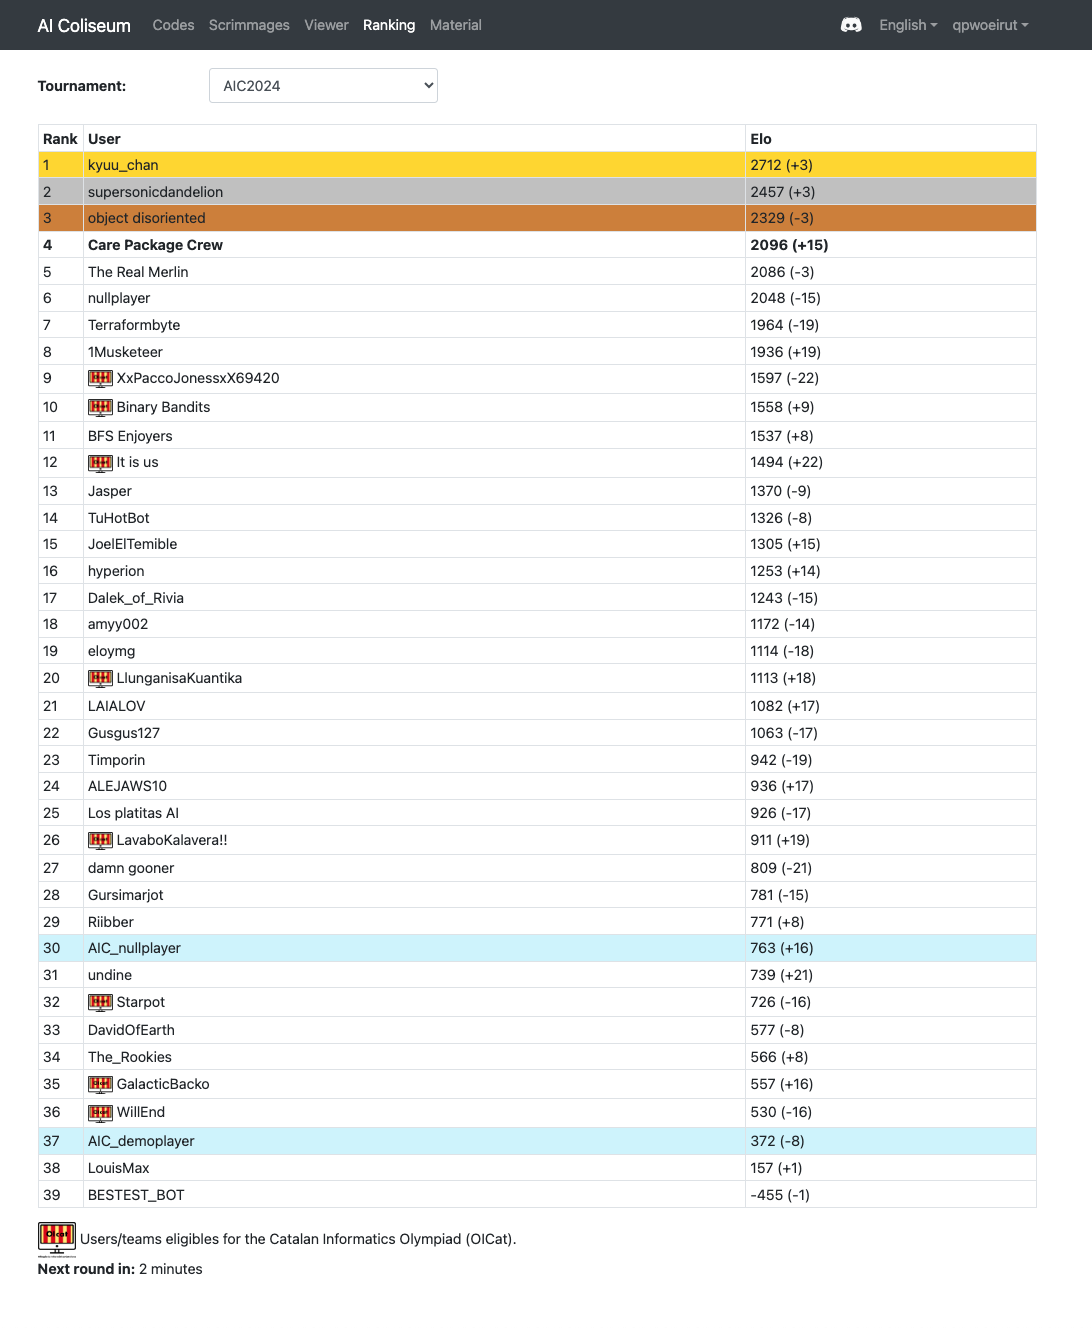 AI Coliseum Codes Scrimmages Viewer Ranking Material English qpwoeirut
Tournament: AIC2024
Rank User Elo
1 kyuu_chan 2712 (+3)
2 supersonicdandelion 2457 (+3)
3 object disoriented 2329 (-3)
4 Care Package Crew 2096 (+15)
5 The Real Merlin 2086 (-3)
6 nullplayer 2048 (-15)
7 Terraformbyte 1964 (-19)
8 1Musketeer 1936 (+19)
9 XxPaccoJonessxX69420 1597 (-22)
10 Binary Bandits 1558 (+9)
11 BFS Enjoyers 1537 (+8)
12 It is us 1494 (+22)
13 Jasper 1370 (-9)
14 TuHotBot 1326 (-8)
15 JoelElTemible 1305 (+15)
16 hyperion 1253 (+14)
17 Dalek_of_Rivia 1243 (-15)
18 amyy002 1172 (-14)
19 eloymg 1114 (-18)
20 LlunganisaKuantika 1113 (+18)
21 LAIALOV 1082 (+17)
22 Gusgus127 1063 (-17)
23 Timporin 942 (-19)
24 ALEJAWS10 936 (+17)
25 Los platitas AI 926 (-17)
26 LavaboKalavera!! 911 (+19)
27 damn gooner 809 (-21)
28 Gursimarjot 781 (-15)
29 Riibber 771 (+8)
30 AIC_nullplayer 763 (+16)
31 undine 739 (+21)
32 Starpot 726 (-16)
33 DavidOfEarth 577 (-8)
34 The_Rookies 566 (+8)
35 GalacticBacko 557 (+16)
36 WillEnd 530 (-16)
37 AIC_demoplayer 372 (-8)
38 LouisMax 157 (+1)
39 BESTEST_BOT -455 (-1)
OIcat Users/teams eligibles for the Catalan Informatics Olympiad (OICat).
Next round in: 2 minutes